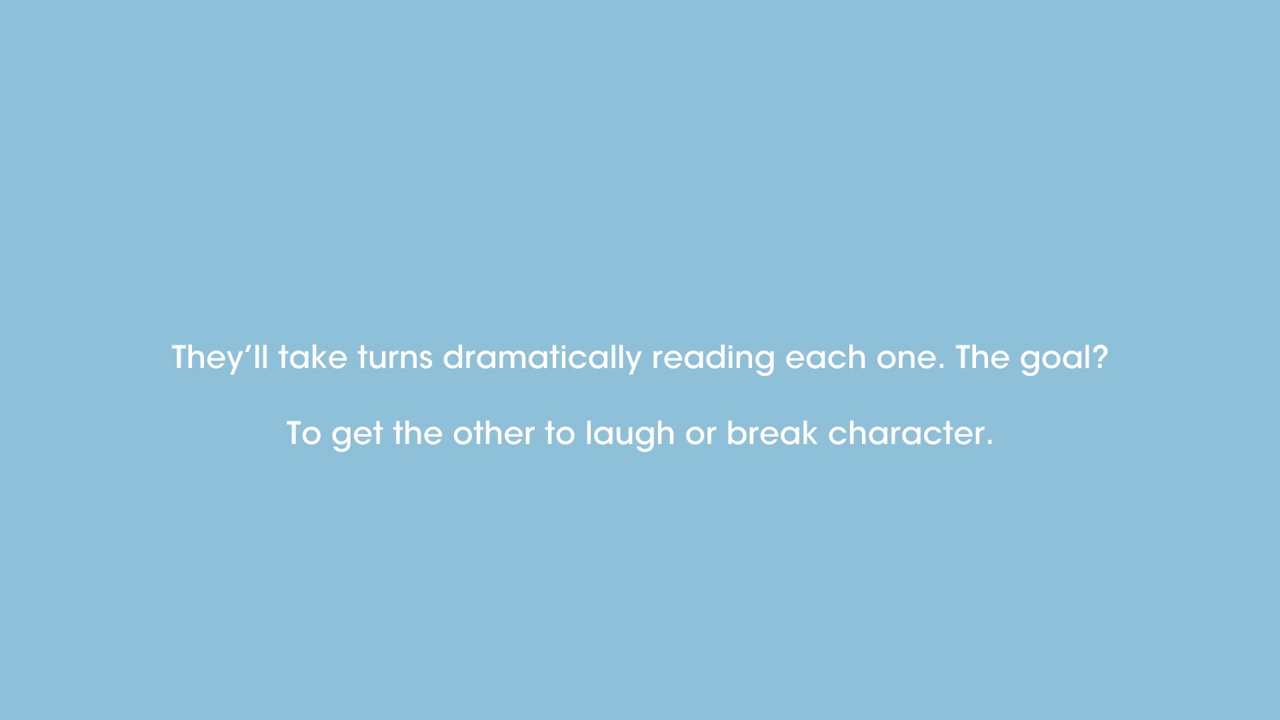 They’ll take turns dramatically reading each one. The goal?
To get the other to laugh or break character.